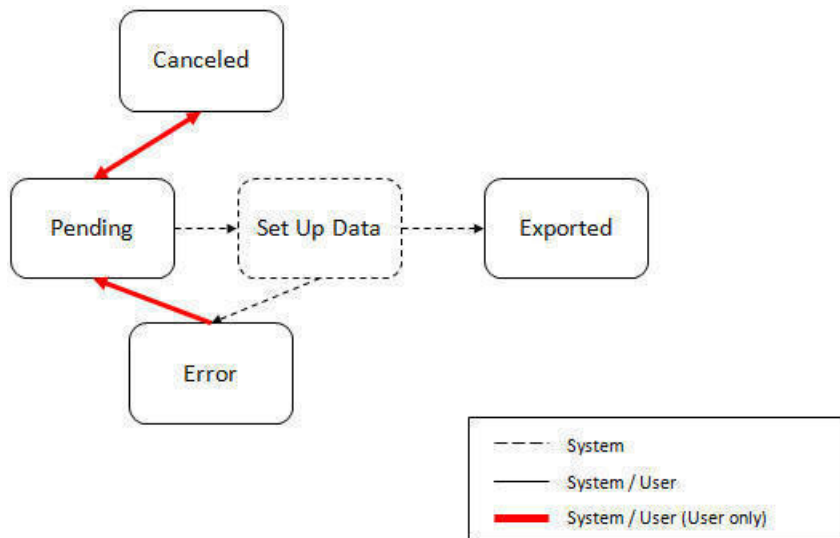 Canceled
Pending
Set Up Data
Exported
Error
System
System / User
System / User (User only)